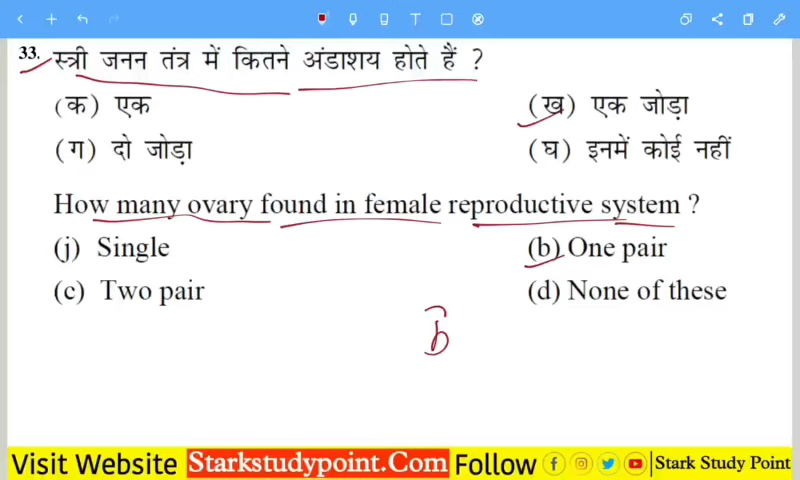 33. स्त्री जनन तंत्र में कितने अंडाशय होते हैं ?
(क) एक (ख) एक जोड़ा
(ग) दो जोड़ा (घ) इनमें कोई नहीं
How many ovary found in female reproductive system ?
(j) Single (b) One pair
(c) Two pair (d) None of these
b
Visit Website Starkstudypoint.Com Follow Stark Study Point